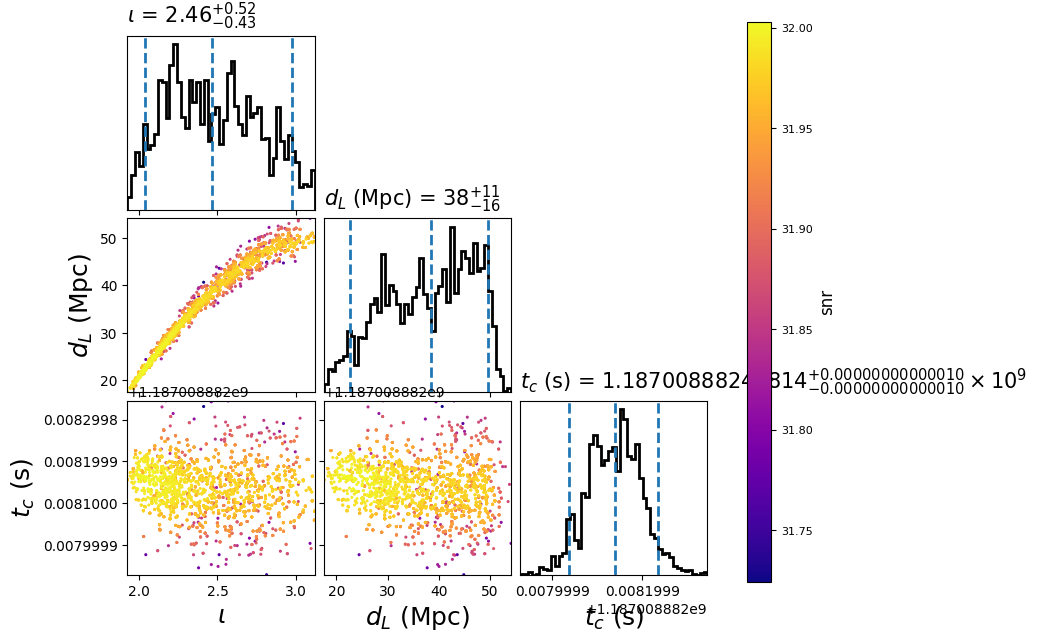 ι = 2.46+0.52−0.43
32.00
31.95
31.90
31.85
31.80
31.75
snr
d_L (Mpc) = 38+11−16
50
40
30
20
d_L (Mpc)
+1.187008882e9
+1.187008882e9
t_c (s) = 1.1870088824 814+0.00000000000010−0.00000000000010 × 10^9
0.0082998
0.0081999
0.0081000
0.0079999
t_c (s)
2.0 2.5 3.0
20 30 40 50
0.0079999 0.0081999
+1.187008882e9
ι
d_L (Mpc)
t_c (s)